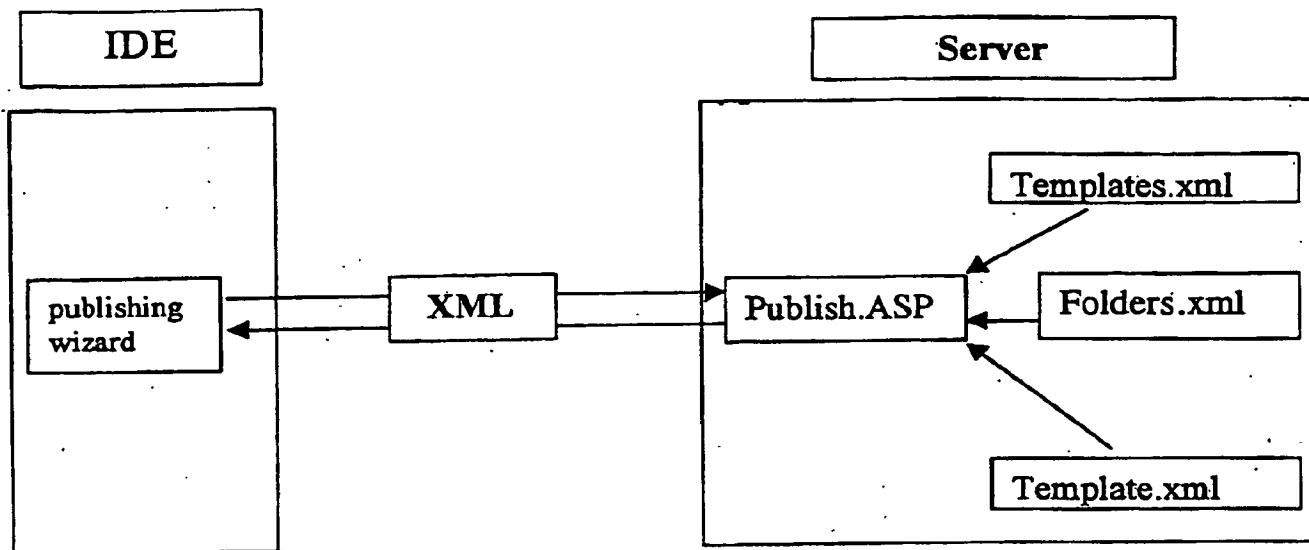 IDE
Server
Templates.xml
publishing
wizard
XML
Publish.ASP
Folders.xml
Template.xml